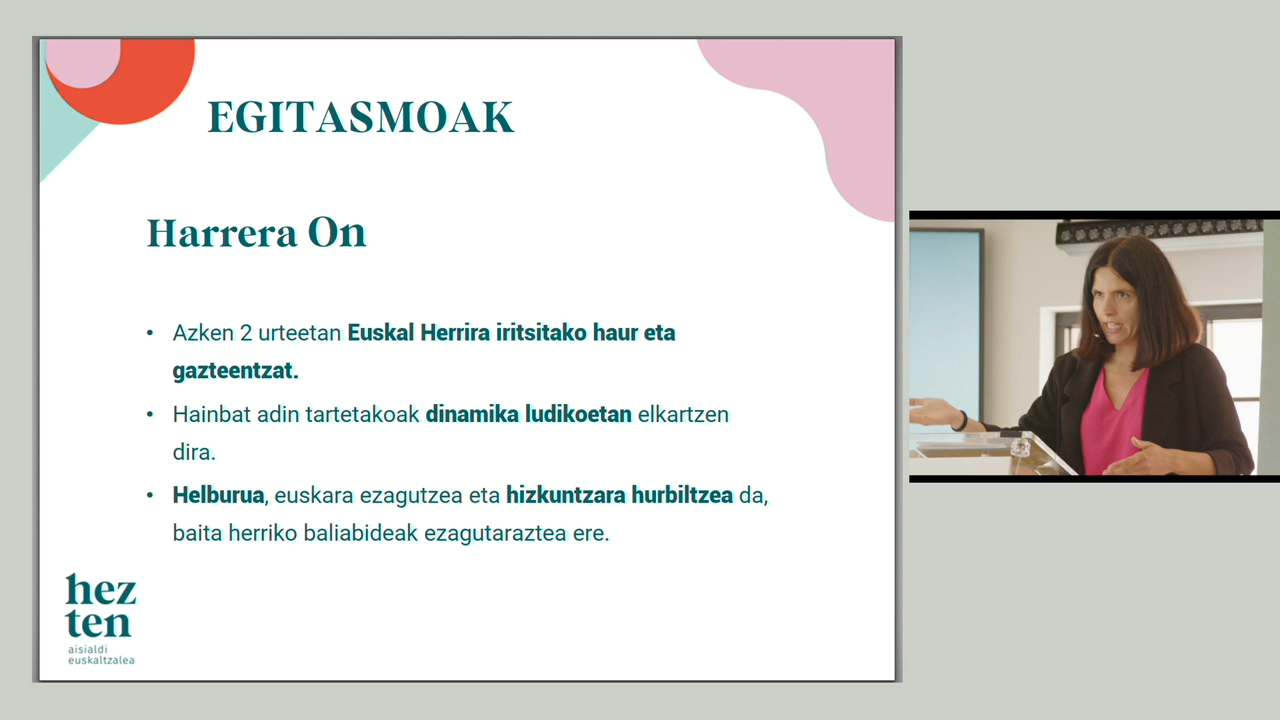 EGITASMOAK
Harrera On
• Azken 2 urteetan Euskal Herrira iritsitako haur eta
gazteentzat.
• Hainbat adin tartetakoak dinamika ludikoetan elkartzen
dira.
• Helburua, euskara ezagutzea eta hizkuntzara hurbiltzea da,
baita herriko baliabideak ezagutaraztea ere.
hez
ten
aisialdi
euskaltzalea